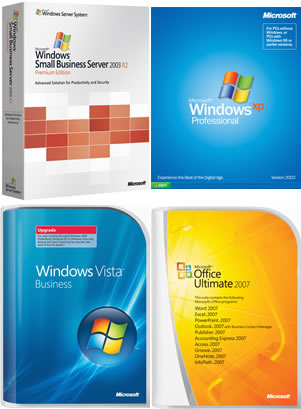 Windows Server System
Microsoft
Windows
Small Business Server 2003 R2
Premium Edition
Advanced Solution for Productivity and Security
Microsoft
Microsoft
For PCs without
Windows, or
PCs with
Windows 95 or
earlier versions
Microsoft
Windows xp
Professional
Experience the Best of the Digital Age
Version 2002
start
Upgrade
Windows Vista
Business
Microsoft
Microsoft
Office
Ultimate 2007
This suite contains the following
Microsoft Office programs:
Word 2007
Excel 2007
PowerPoint 2007
Outlook 2007 with Business Contact Manager
Publisher 2007
Accounting Express 2007
Access 2007
Groove 2007
OneNote 2007
InfoPath 2007
Microsoft